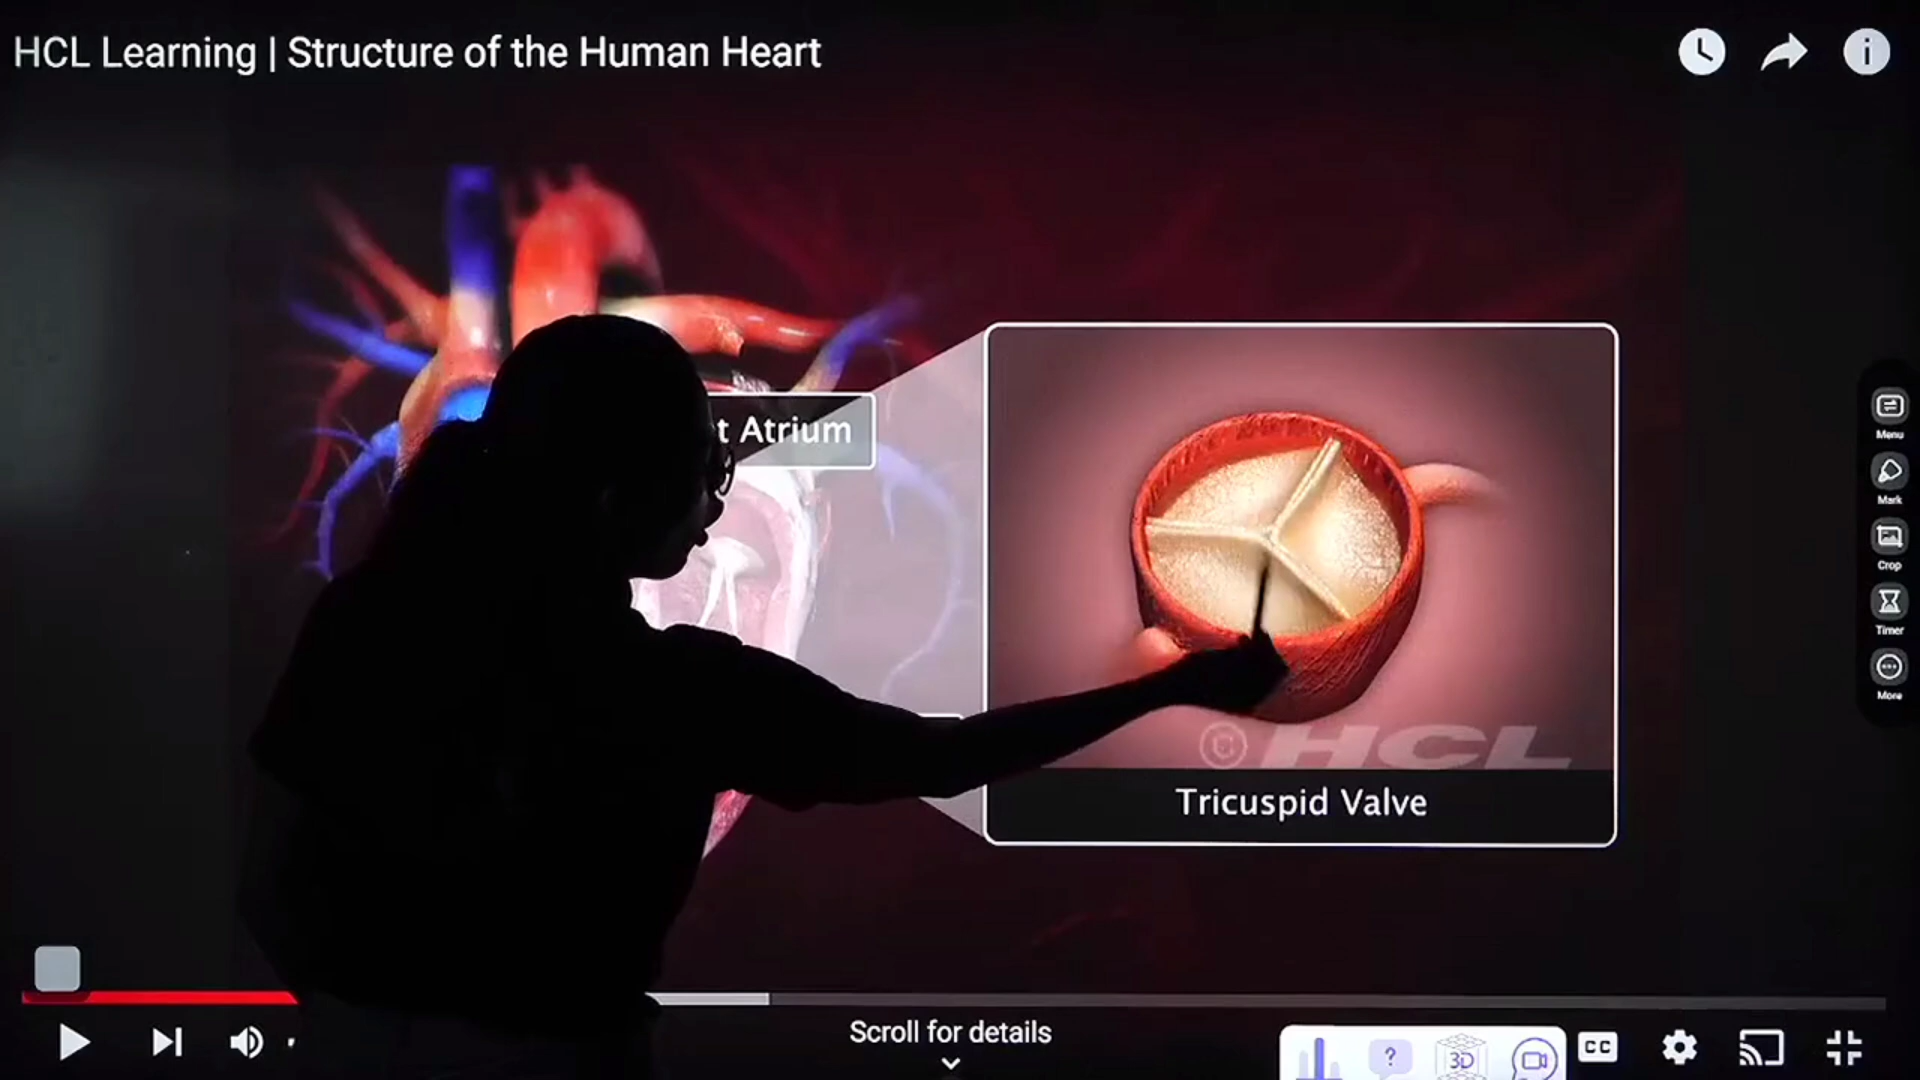 HCL Learning | Structure of the Human Heart
t Atrium
HCL
Tricuspid Valve
Menu
Mark
Crop
Timer
More
Scroll for details
?
3D
CC